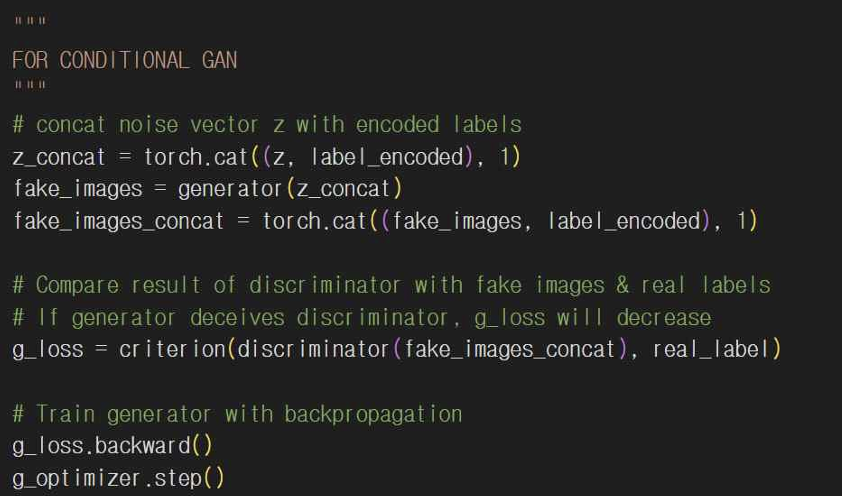 """
FOR CONDITIONAL GAN
"""
# concat noise vector z with encoded labels
z_concat = torch.cat((z, label_encoded), 1)
fake_images = generator(z_concat)
fake_images_concat = torch.cat((fake_images, label_encoded), 1)
# Compare result of discriminator with fake images & real labels
# If generator deceives discriminator, g_loss will decrease
g_loss = criterion(discriminator(fake_images_concat), real_label)
# Train generator with backpropagation
g_loss.backward()
g_optimizer.step()